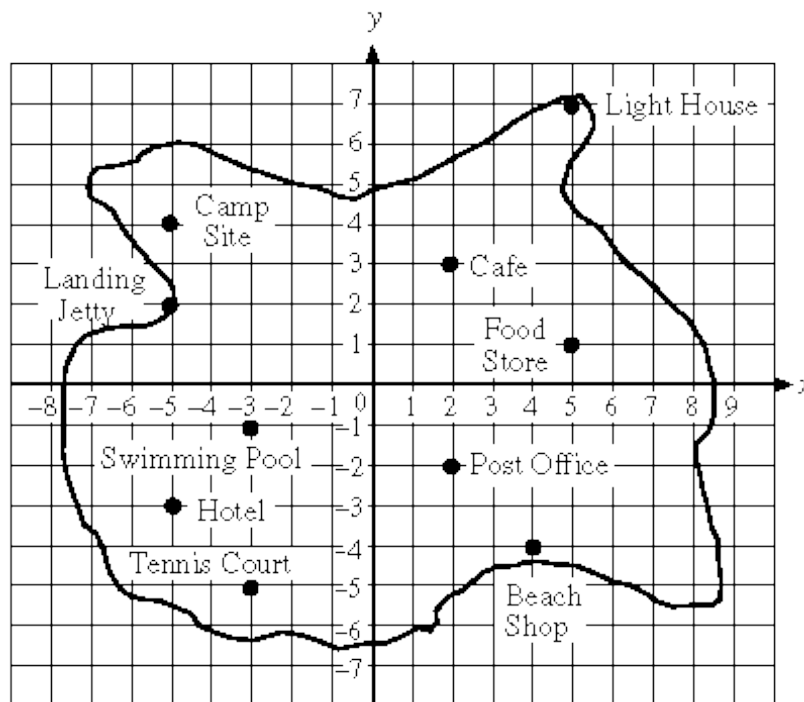 y
7
Light House
6
5
Camp
Site
4
3
Cafe
Landing
Jetty
2
Food
Store
1
x
–8 –7 –6 –5 –4 –3 –2 –1 0 1 2 3 4 5 6 7 8 9
–1
Swimming Pool
–2
Post Office
–3
Hotel
–4
Tennis Court
–5
Beach
Shop
–6
–7